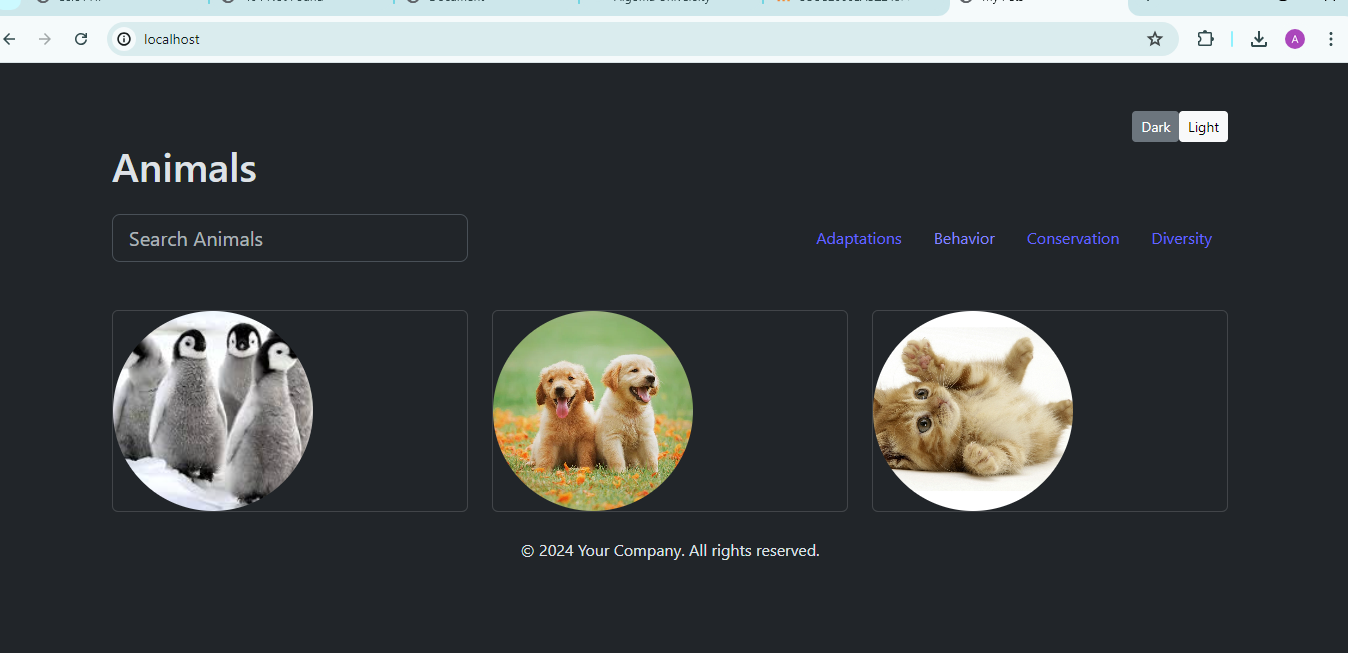 localhost
A
Dark Light
Animals
Search Animals
Adaptations Behavior Conservation Diversity
© 2024 Your Company. All rights reserved.